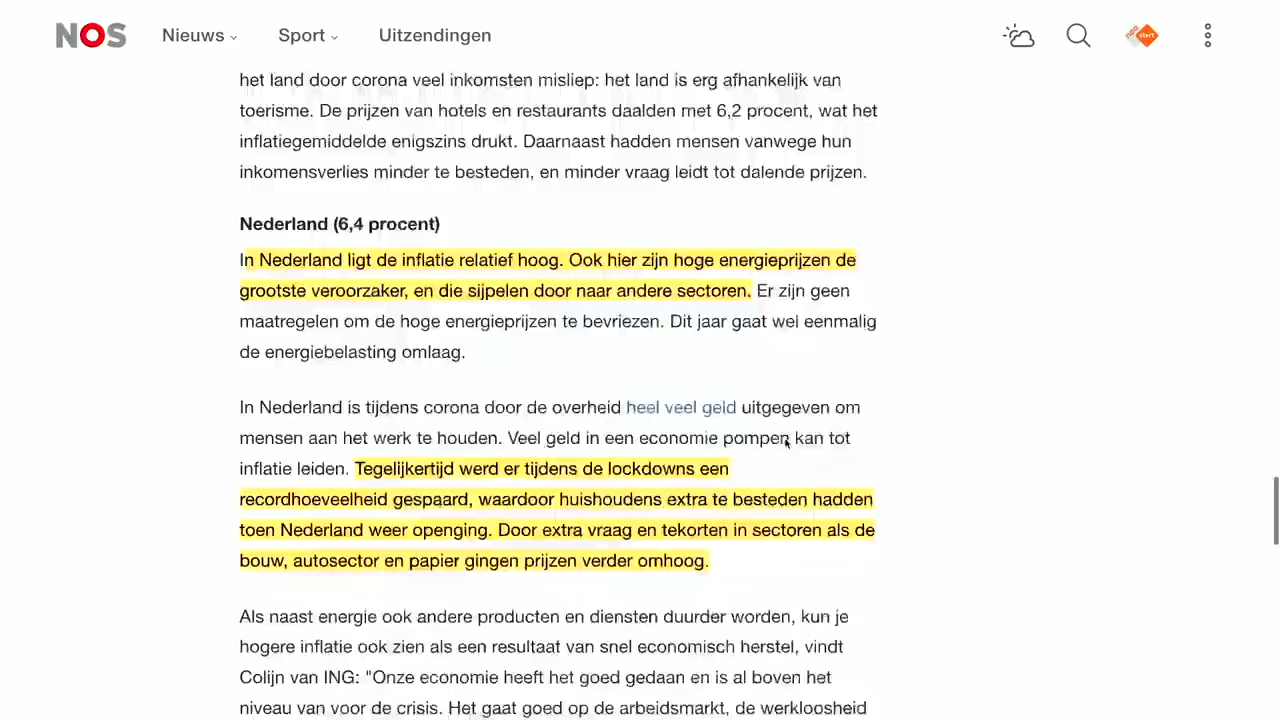 NOS Nieuws Sport Uitzendingen npo start
het land door corona veel inkomsten misliep: het land is erg afhankelijk van
toerisme. De prijzen van hotels en restaurants daalden met 6,2 procent, wat het
inflatiegemiddelde enigszins drukt. Daarnaast hadden mensen vanwege hun
inkomensverlies minder te besteden, en minder vraag leidt tot dalende prijzen.
Nederland (6,4 procent)
In Nederland ligt de inflatie relatief hoog. Ook hier zijn hoge energieprijzen de
grootste veroorzaker, en die sijpelen door naar andere sectoren. Er zijn geen
maatregelen om de hoge energieprijzen te bevriezen. Dit jaar gaat wel eenmalig
de energiebelasting omlaag.
In Nederland is tijdens corona door de overheid heel veel geld uitgegeven om
mensen aan het werk te houden. Veel geld in een economie pompen kan tot
inflatie leiden. Tegelijkertijd werd er tijdens de lockdowns een
recordhoeveelheid gespaard, waardoor huishoudens extra te besteden hadden
toen Nederland weer openging. Door extra vraag en tekorten in sectoren als de
bouw, autosector en papier gingen prijzen verder omhoog.
Als naast energie ook andere producten en diensten duurder worden, kun je
hogere inflatie ook zien als een resultaat van snel economisch herstel, vindt
Colijn van ING: "Onze economie heeft het goed gedaan en is al boven het
niveau van voor de crisis. Het gaat goed op de arbeidsmarkt, de werkloosheid